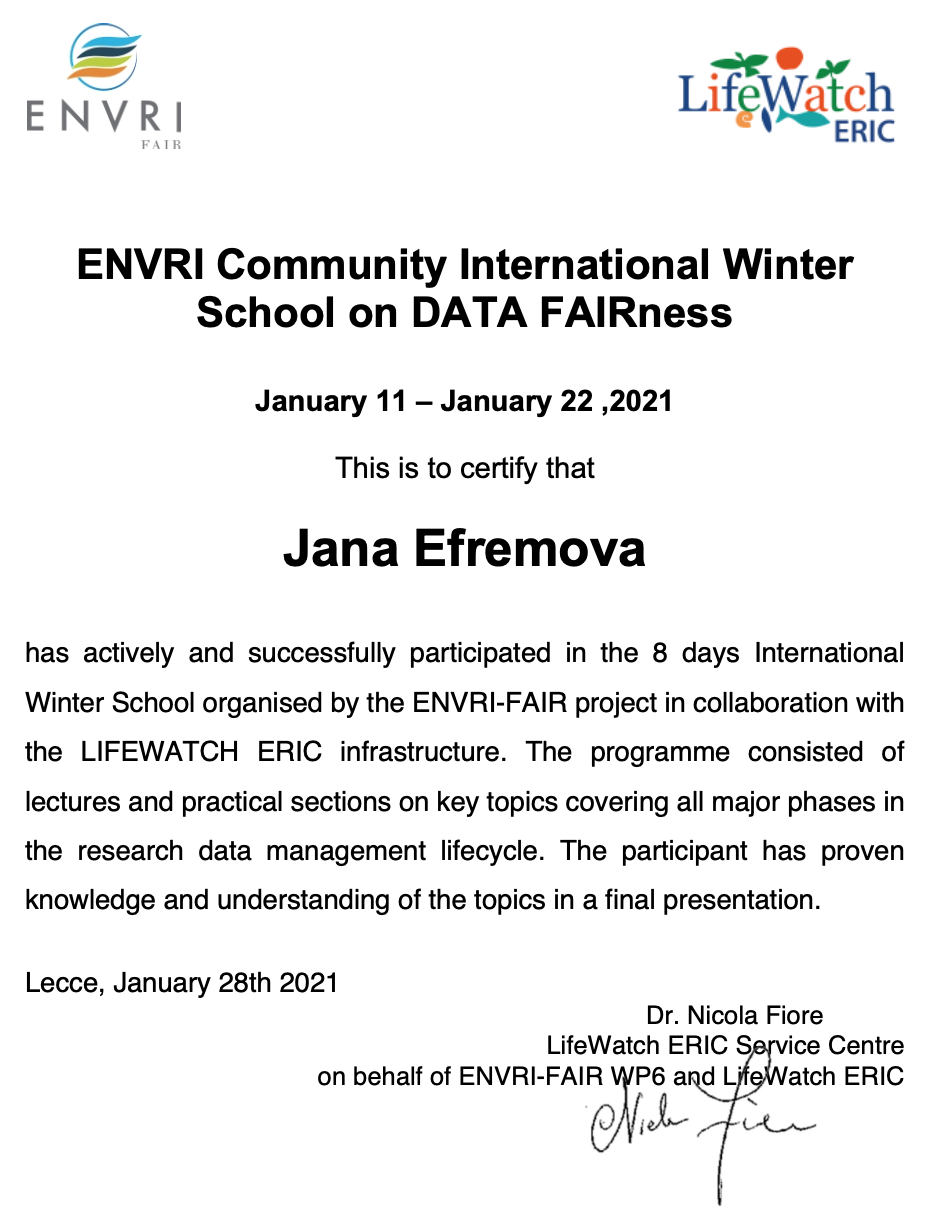 ENVRI
FAIR
LifeWatch
ERIC
ENVRI Community International Winter
School on DATA FAIRness
January 11 – January 22 ,2021
This is to certify that
Jana Efremova
has actively and successfully participated in the 8 days International
Winter School organised by the ENVRI-FAIR project in collaboration with
the LIFEWATCH ERIC infrastructure. The programme consisted of
lectures and practical sections on key topics covering all major phases in
the research data management lifecycle. The participant has proven
knowledge and understanding of the topics in a final presentation.
Lecce, January 28th 2021
Dr. Nicola Fiore
LifeWatch ERIC Service Centre
on behalf of ENVRI-FAIR WP6 and LifeWatch ERIC